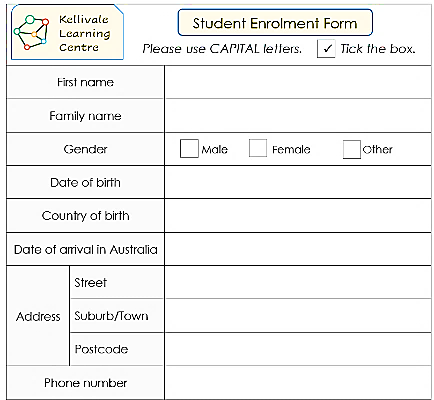 Kellivale
Learning
Centre
Student Enrolment Form
Please use CAPITAL letters. ✓ Tick the box.
First name
Family name
Gender Male Female Other
Date of birth
Country of birth
Date of arrival in Australia
Address
Street
Suburb/Town
Postcode
Phone number